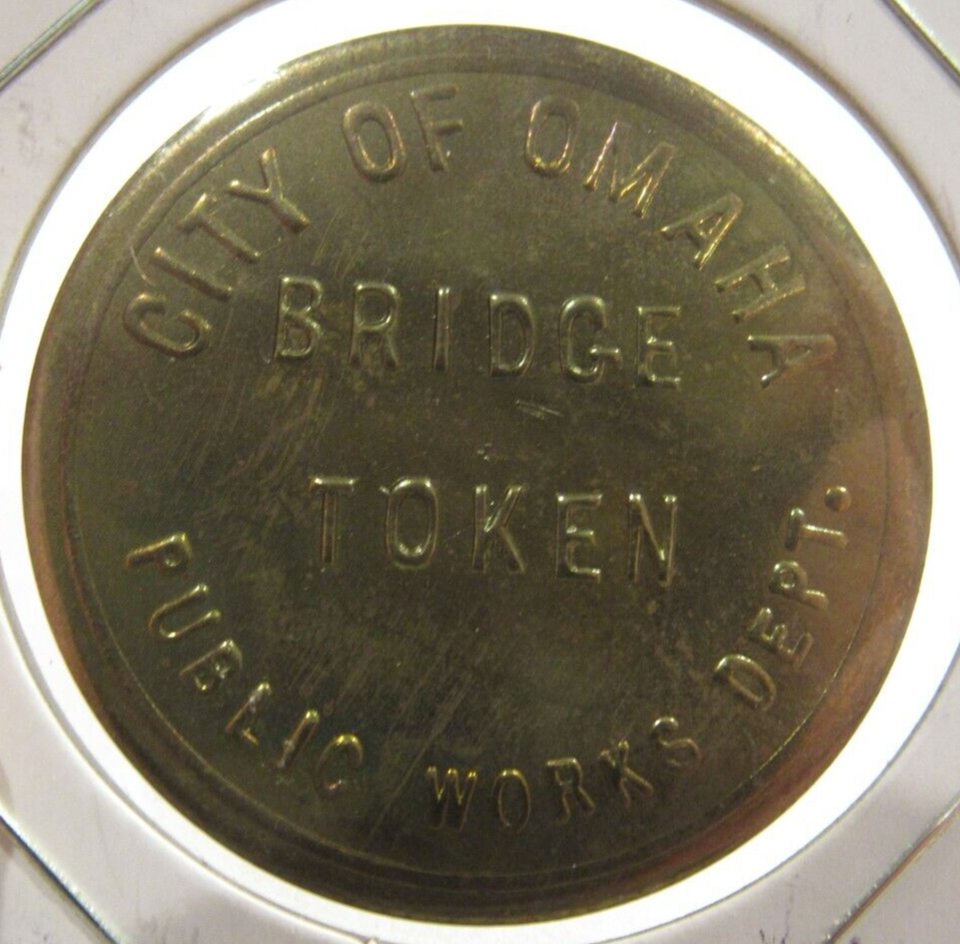 CITY OF OMAHA
BRIDGE
TOKEN
PUBLIC WORKS DEPT.